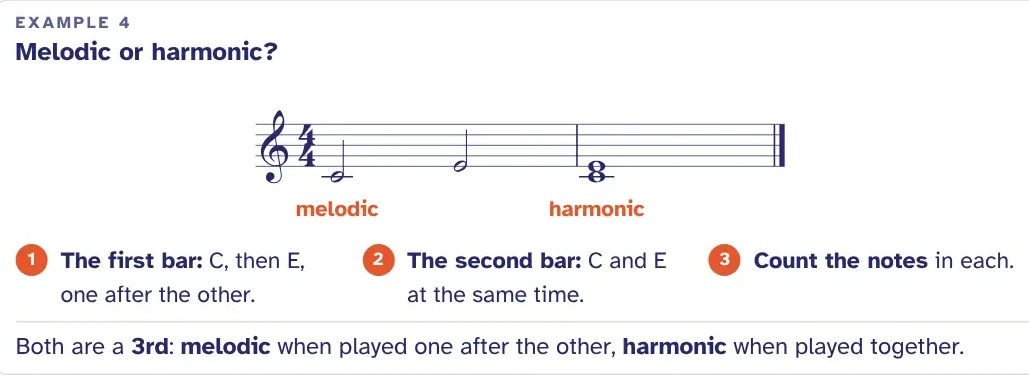 EXAMPLE 4
Melodic or harmonic?
4
4
melodic
harmonic
1 The first bar: C, then E,
one after the other.
2 The second bar: C and E
at the same time.
3 Count the notes in each.
Both are a 3rd: melodic when played one after the other, harmonic when played together.